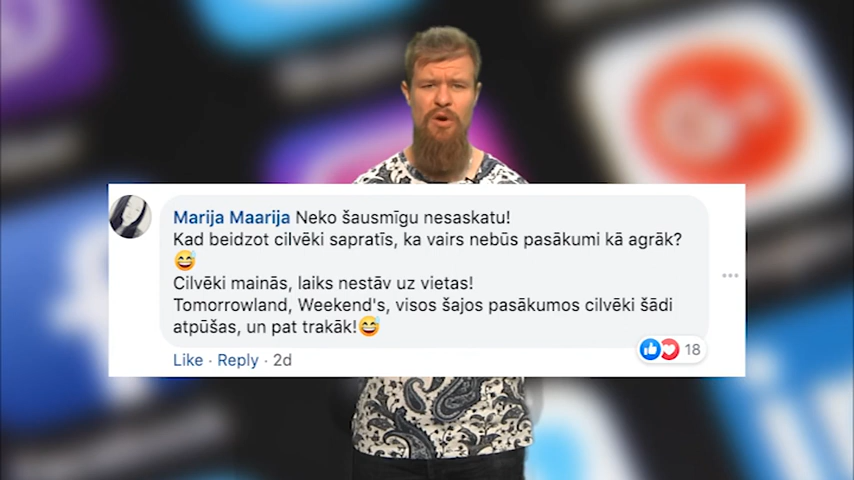 Marija Maarija Neko šausmīgu nesaskatu!
Kad beidzot cilvēki sapratīs, ka vairs nebūs pasākumi kā agrāk?
😅
Cilvēki mainās, laiks nestāv uz vietas!
Tomorrowland, Weekend's, visos šajos pasākumos cilvēki šādi
atpūšas, un pat trakāk!😅
Like · Reply · 2d
18